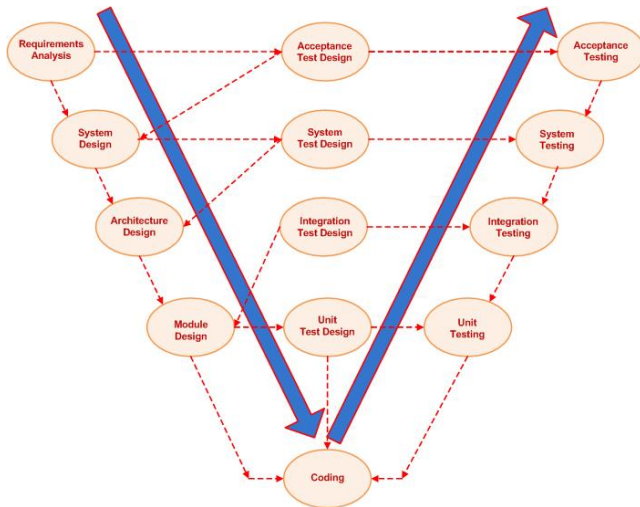 Requirements
Analysis
Acceptance
Test Design
Acceptance
Testing
System
Design
System
Test Design
System
Testing
Architecture
Design
Integration
Test Design
Integration
Testing
Module
Design
Unit
Test Design
Unit
Testing
Coding